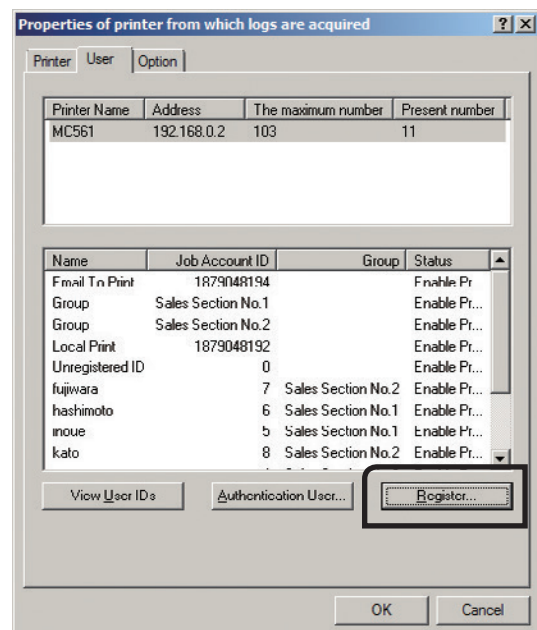 Properties of printer from which logs are acquired
Printer User Option
Printer Name Address The maximum number Present number
MC561 192.168.0.2 103 11
Name Job Account ID Group Status
Email To Print 1879048194 Enable Pr...
Group Sales Section No.1 Enable Pr...
Group Sales Section No.2 Enable Pr...
Local Print 1879048192 Enable Pr...
Unregistered ID 0 Enable Pr...
fujiwara 7 Sales Section No.2 Enable Pr...
hashimoto 6 Sales Section No.1 Enable Pr...
inoue 5 Sales Section No.1 Enable Pr...
kato 8 Sales Section No.2 Enable Pr...
View User IDs Authentication User... Register...
OK Cancel